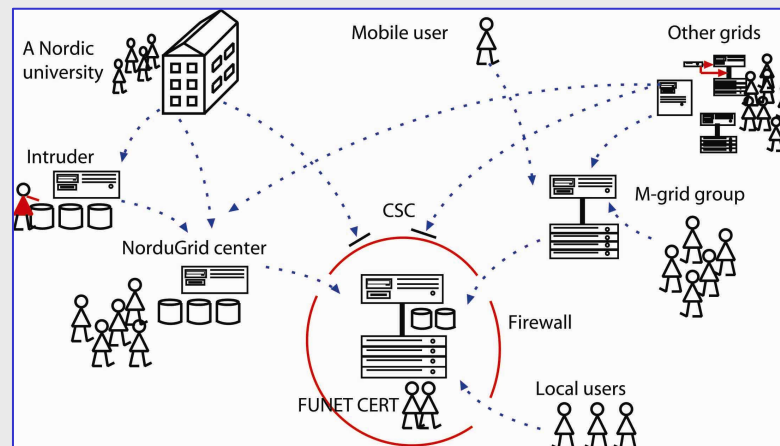 A Nordic
university
Mobile user
Other grids
Intruder
CSC
M-grid group
NorduGrid center
Firewall
FUNET CERT
Local users